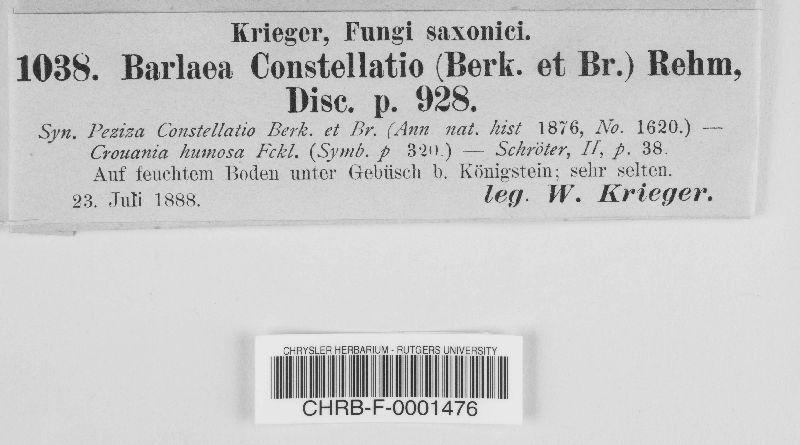 Krieger, Fungi saxonici.
1038. Barlaea Constellatio (Berk. et Br.) Rehm,
Disc. p. 928.
Syn. Peziza Constellatio Berk. et Br. (Ann nat. hist 1876, No. 1620.) —
Crouania humosa Fckl. (Symb. p 320.) — Schröter, II, p. 38.
Auf feuchtem Boden unter Gebüsch b. Königstein; sehr selten.
23. Juli 1888. leg. W. Krieger.
CHRYSLER HERBARIUM - RUTGERS UNIVERSITY
CHRB-F-0001476